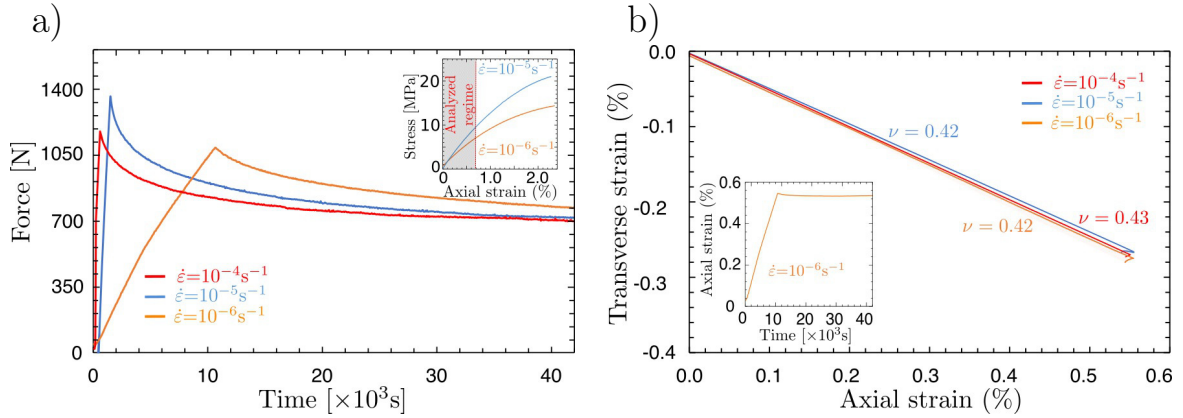 a)
Force [N]
1400
1050
700
350
0
0
10
20
30
40
Time [×10³s]
ε̇=10⁻⁴s⁻¹
ε̇=10⁻⁵s⁻¹
ε̇=10⁻⁶s⁻¹
Stress [MPa]
20
10
0
0
1.0
2.0
Axial strain (%)
Analyzed
regime
ε̇=10⁻⁵s⁻¹
ε̇=10⁻⁶s⁻¹
b)
Transverse strain (%)
0.0
-0.1
-0.2
-0.3
-0.4
0.0
0.1
0.2
0.3
0.4
0.5
0.6
Axial strain (%)
ε̇=10⁻⁴s⁻¹
ε̇=10⁻⁵s⁻¹
ε̇=10⁻⁶s⁻¹
ν = 0.42
ν = 0.43
ν = 0.42
Axial strain (%)
0.6
0.4
0.2
0
0
10
20
30
40
Time [×10³s]
ε̇=10⁻⁶s⁻¹